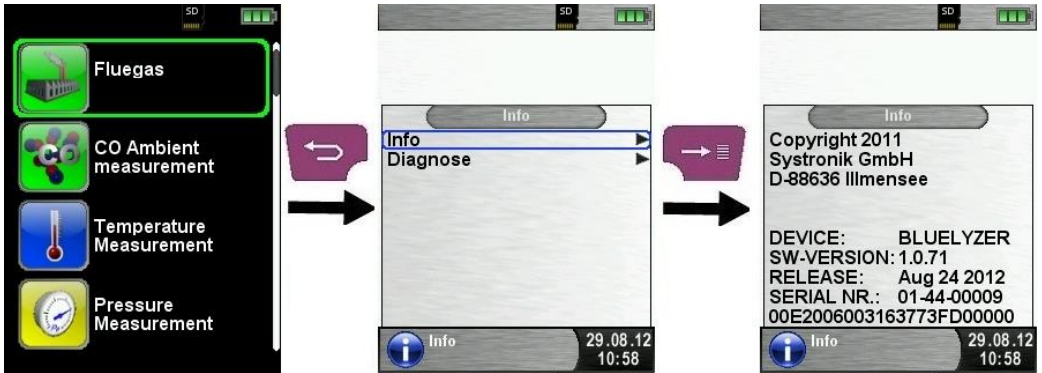 SD
Fluegas
CO
CO Ambient
measurement
Temperature
Measurement
Pressure
Measurement
SD
Info
Info
Diagnose
Info
29.08.12
10:58
SD
Info
Copyright 2011
Systronik GmbH
D-88636 Illmensee
DEVICE: BLUELYZER
SW-VERSION: 1.0.71
RELEASE: Aug 24 2012
SERIAL NR.: 01-44-00009
00E2006003163773FD00000
Info
29.08.12
10:58